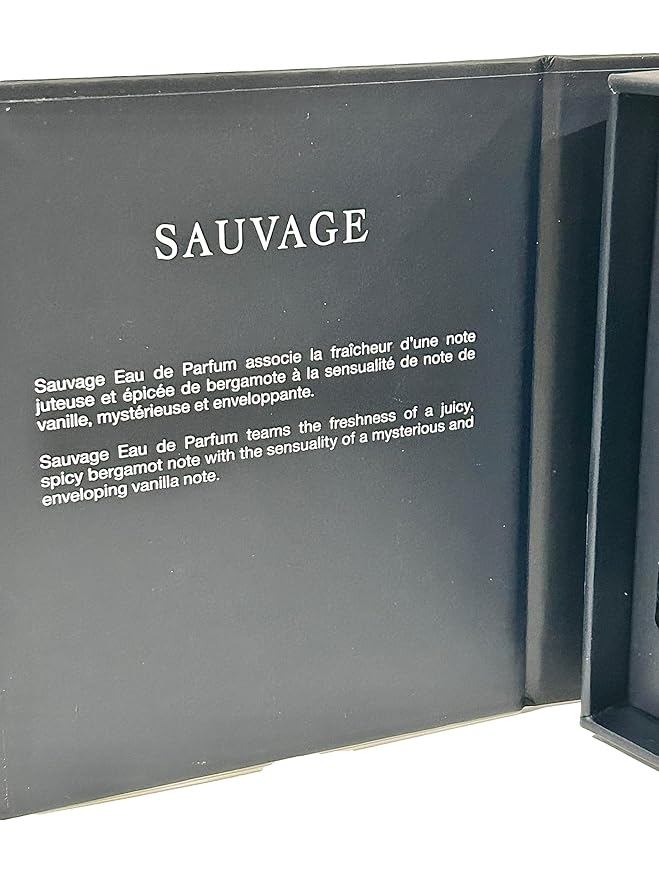 SAUVAGE
Sauvage Eau de Parfum associe la fraîcheur d'une note
juteuse et épicée de bergamote à la sensualité de note de
vanille, mystérieuse et enveloppante.
Sauvage Eau de Parfum teams the freshness of a juicy,
spicy bergamot note with the sensuality of a mysterious and
enveloping vanilla note.